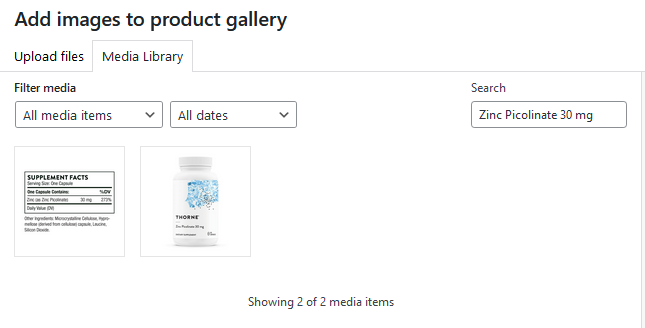 Add images to product gallery
Upload files
Media Library
Filter media
Search
All media items
All dates
Zinc Picolinate 30 mg
SUPPLEMENT FACTS
Serving Size: One Capsule
One Capsule Contains: %DV
Zinc (as Zinc Picolinate) 30 mg 273%
Daily Value (DV)
Other Ingredients: Microcrystalline Cellulose, Hypro-
mellose (derived from cellulose) capsule, Leucine,
Silicon Dioxide.
THORNE
Zinc Picolinate 30 mg
Showing 2 of 2 media items